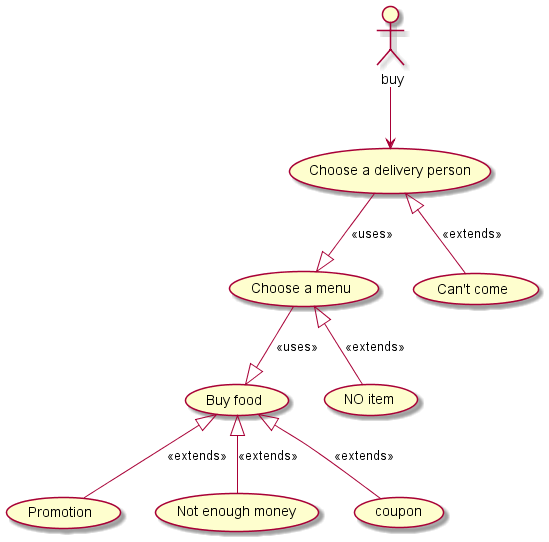 buy
Choose a delivery person
«uses»
«extends»
Choose a menu
Can't come
«uses»
«extends»
Buy food
NO item
«extends»
«extends»
«extends»
Promotion
Not enough money
coupon